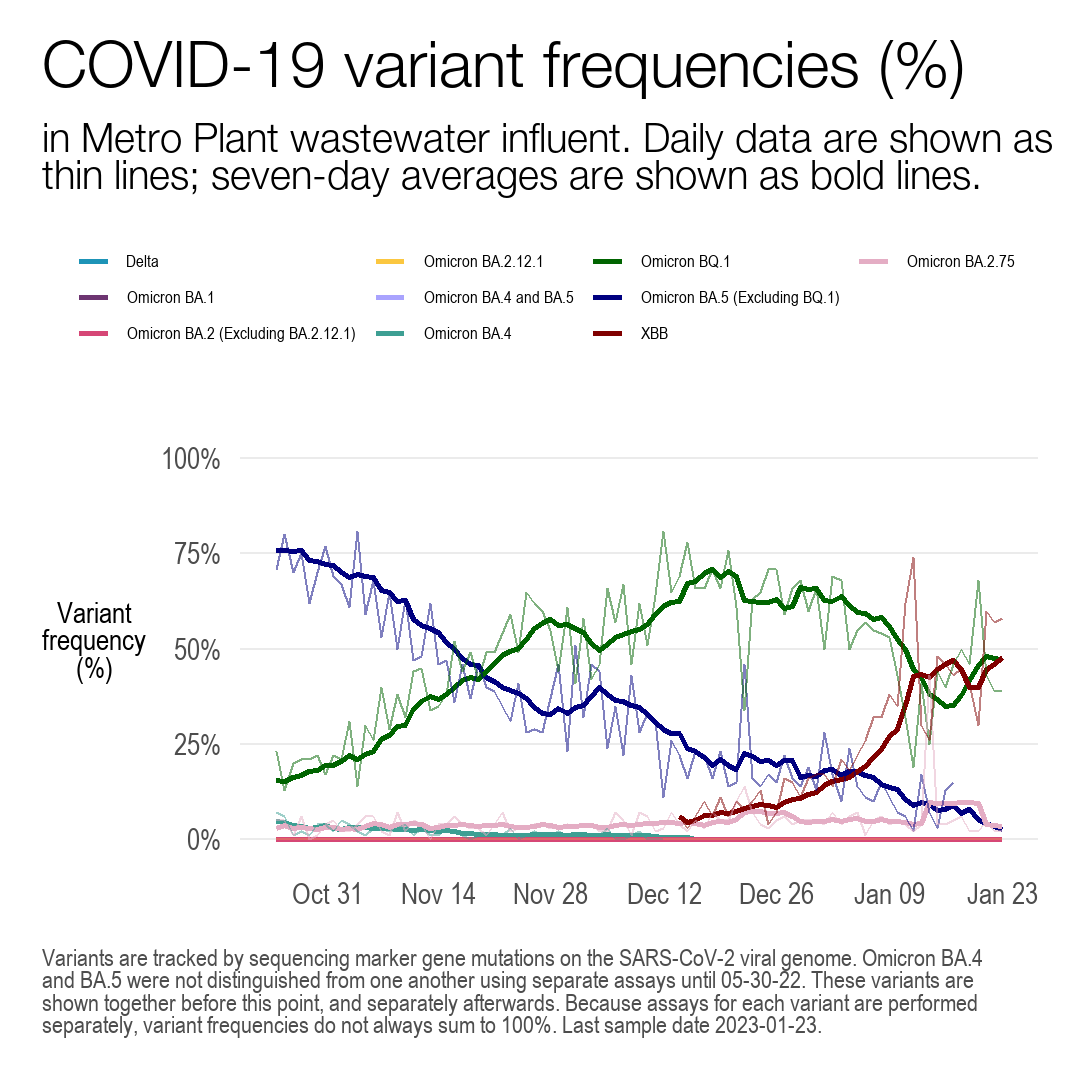 COVID-19 variant frequencies (%)
in Metro Plant wastewater influent. Daily data are shown as
thin lines; seven-day averages are shown as bold lines.
Delta
Omicron BA.2.12.1
Omicron BQ.1
Omicron BA.2.75
Omicron BA.1
Omicron BA.4 and BA.5
Omicron BA.5 (Excluding BQ.1)
Omicron BA.2 (Excluding BA.2.12.1)
Omicron BA.4
XBB
100%
75%
Variant
frequency
(%)
50%
25%
0%
Oct 31
Nov 14
Nov 28
Dec 12
Dec 26
Jan 09
Jan 23
Variants are tracked by sequencing marker gene mutations on the SARS-CoV-2 viral genome. Omicron BA.4
and BA.5 were not distinguished from one another using separate assays until 05-30-22. These variants are
shown together before this point, and separately afterwards. Because assays for each variant are performed
separately, variant frequencies do not always sum to 100%. Last sample date 2023-01-23.